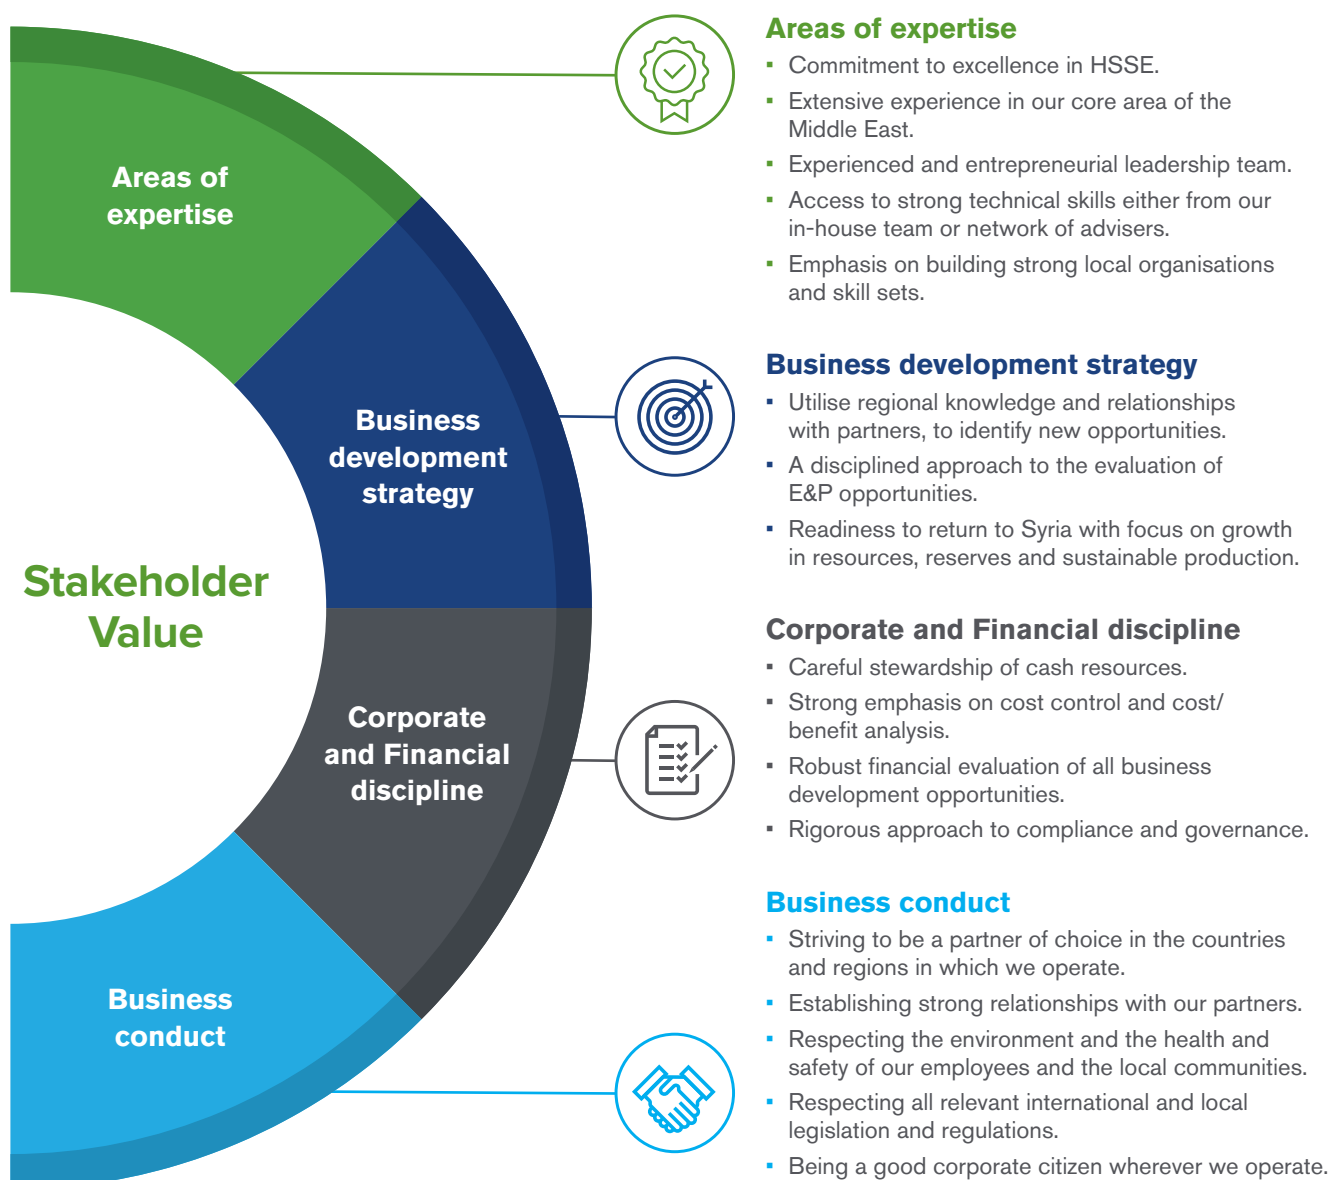 Areas of
expertise
Business
development
strategy
Stakeholder
Value
Corporate
and Financial
discipline
Business
conduct
Areas of expertise
▪ Commitment to excellence in HSSE.
▪ Extensive experience in our core area of the
Middle East.
▪ Experienced and entrepreneurial leadership team.
▪ Access to strong technical skills either from our
in-house team or network of advisers.
▪ Emphasis on building strong local organisations
and skill sets.
Business development strategy
▪ Utilise regional knowledge and relationships
with partners, to identify new opportunities.
▪ A disciplined approach to the evaluation of
E&P opportunities.
▪ Readiness to return to Syria with focus on growth
in resources, reserves and sustainable production.
Corporate and Financial discipline
▪ Careful stewardship of cash resources.
▪ Strong emphasis on cost control and cost/
benefit analysis.
▪ Robust financial evaluation of all business
development opportunities.
▪ Rigorous approach to compliance and governance.
Business conduct
▪ Striving to be a partner of choice in the countries
and regions in which we operate.
▪ Establishing strong relationships with our partners.
▪ Respecting the environment and the health and
safety of our employees and the local communities.
▪ Respecting all relevant international and local
legislation and regulations.
▪ Being a good corporate citizen wherever we operate.